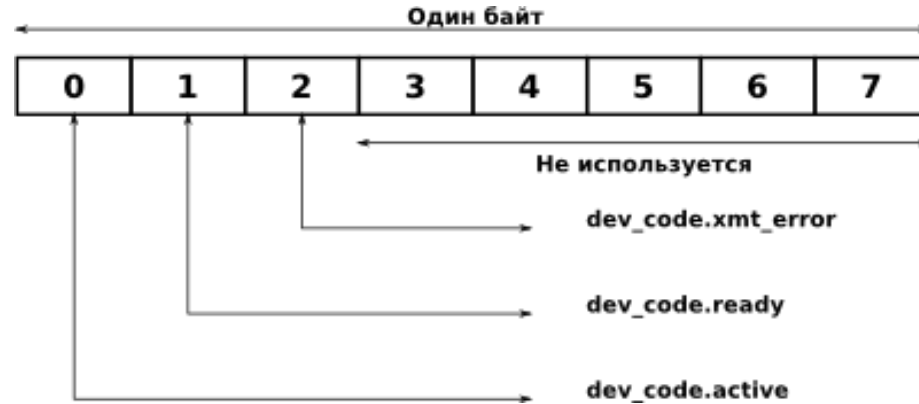 Один байт
0 1 2 3 4 5 6 7
Не используется
dev_code.xmt_error
dev_code.ready
dev_code.active